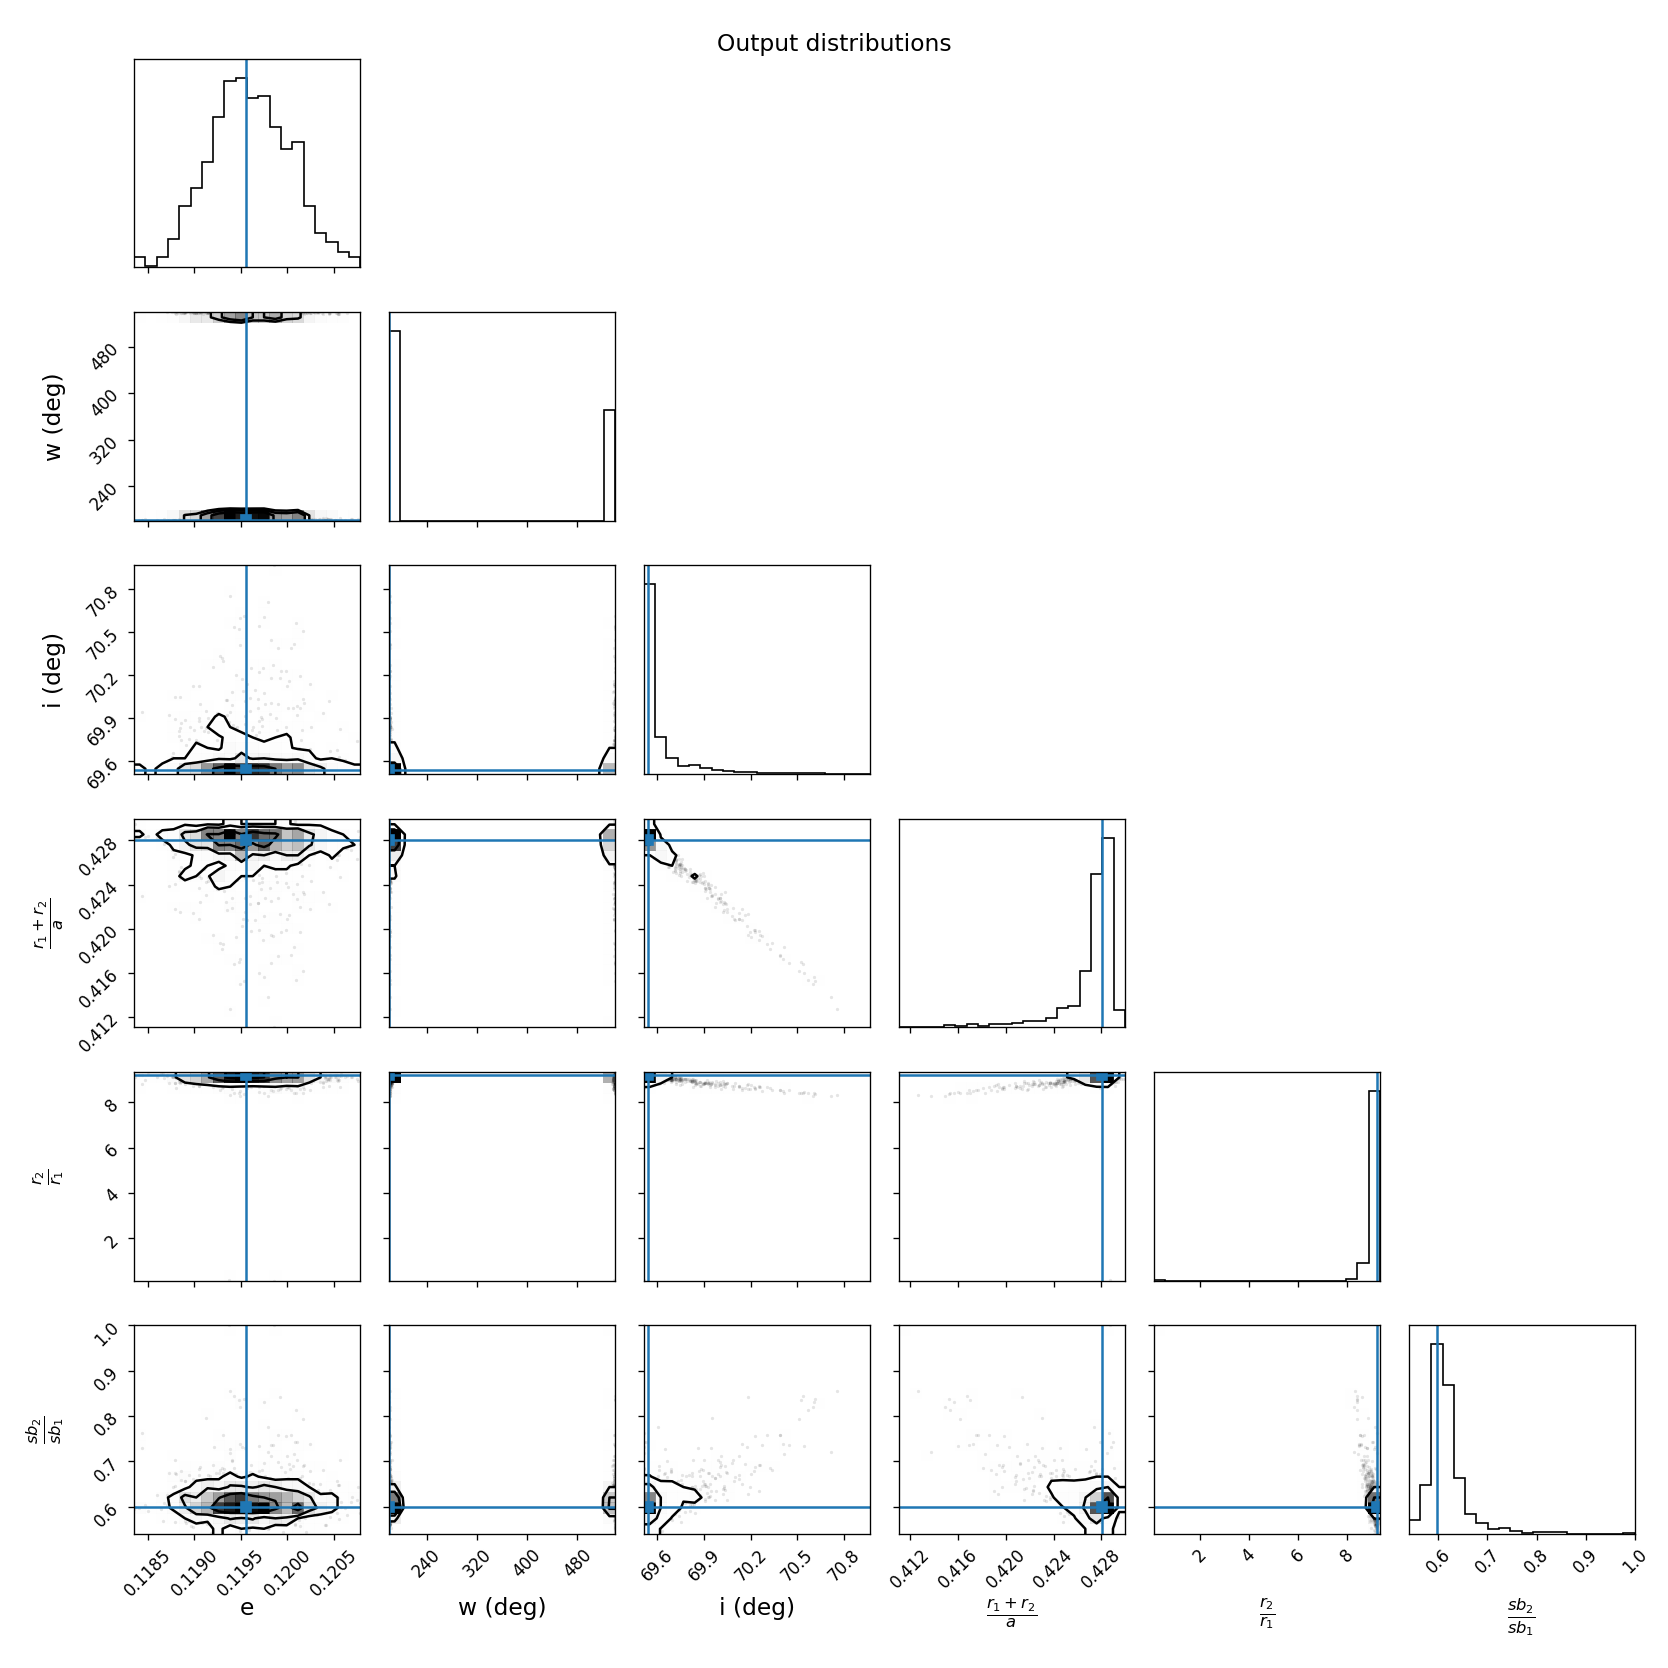 Output distributions
w (deg)
480
400
320
240
i (deg)
70.8
70.5
70.2
69.9
69.6
r₁ + r₂ / a
0.428
0.424
0.420
0.416
0.412
r₂ / r₁
8
6
4
2
sb₂ / sb₁
1.0
0.9
0.8
0.7
0.6
0.1185 0.1190 0.1195 0.1200 0.1205 240 320 400 480 69.6 69.9 70.2 70.5 70.8 0.412 0.416 0.420 0.424 0.428 2 4 6 8 0.6 0.7 0.8 0.9 1.0
e w (deg) i (deg) r₁ + r₂ / a r₂ / r₁ sb₂ / sb₁